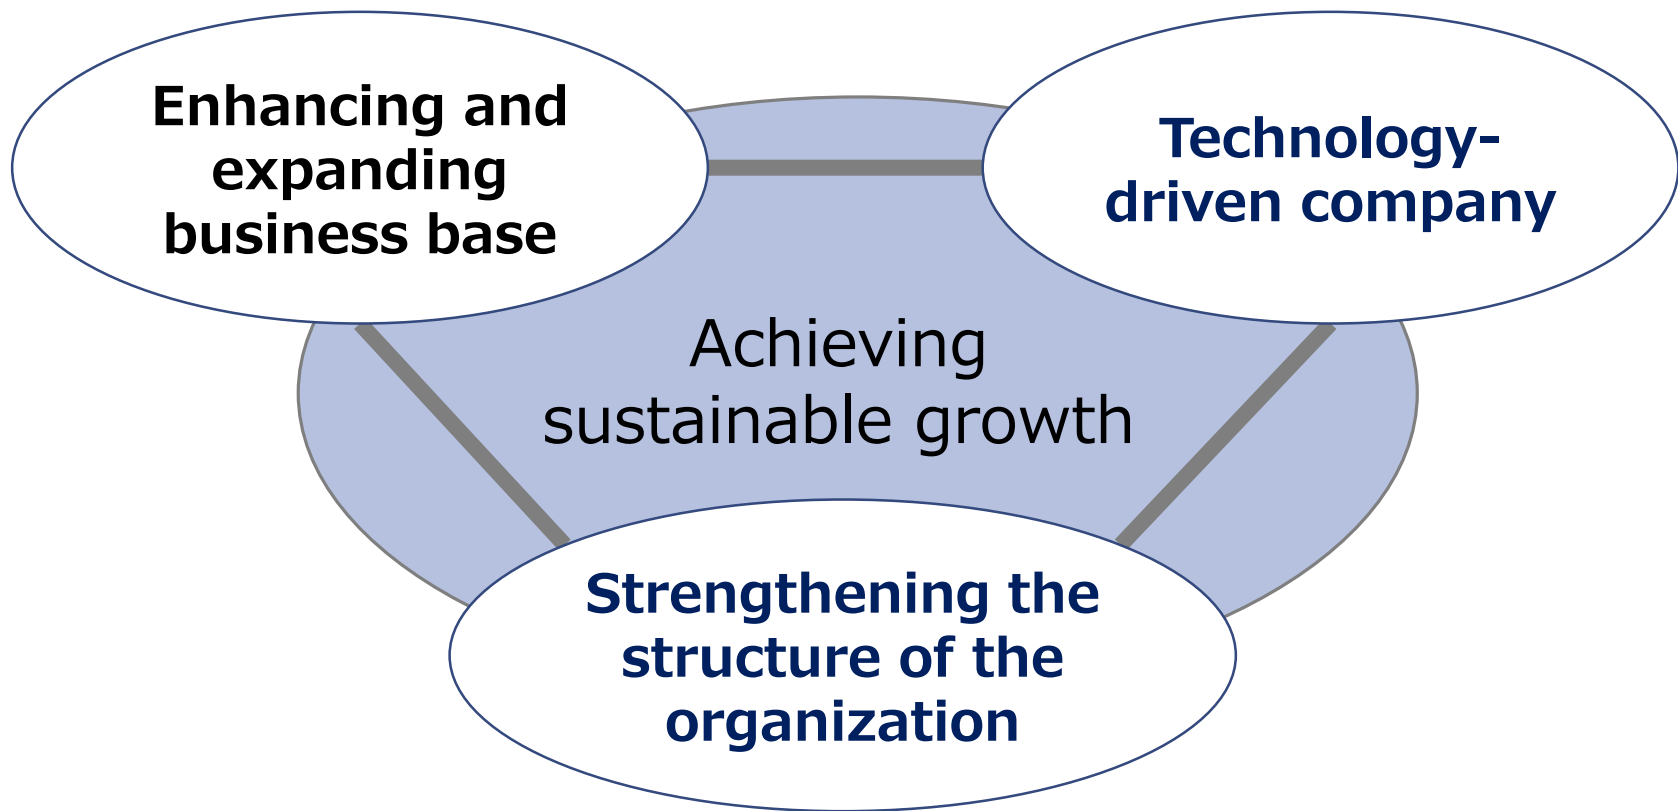 Enhancing and
expanding
business base
Technology-
driven company
Achieving
sustainable growth
Strengthening the
structure of the
organization